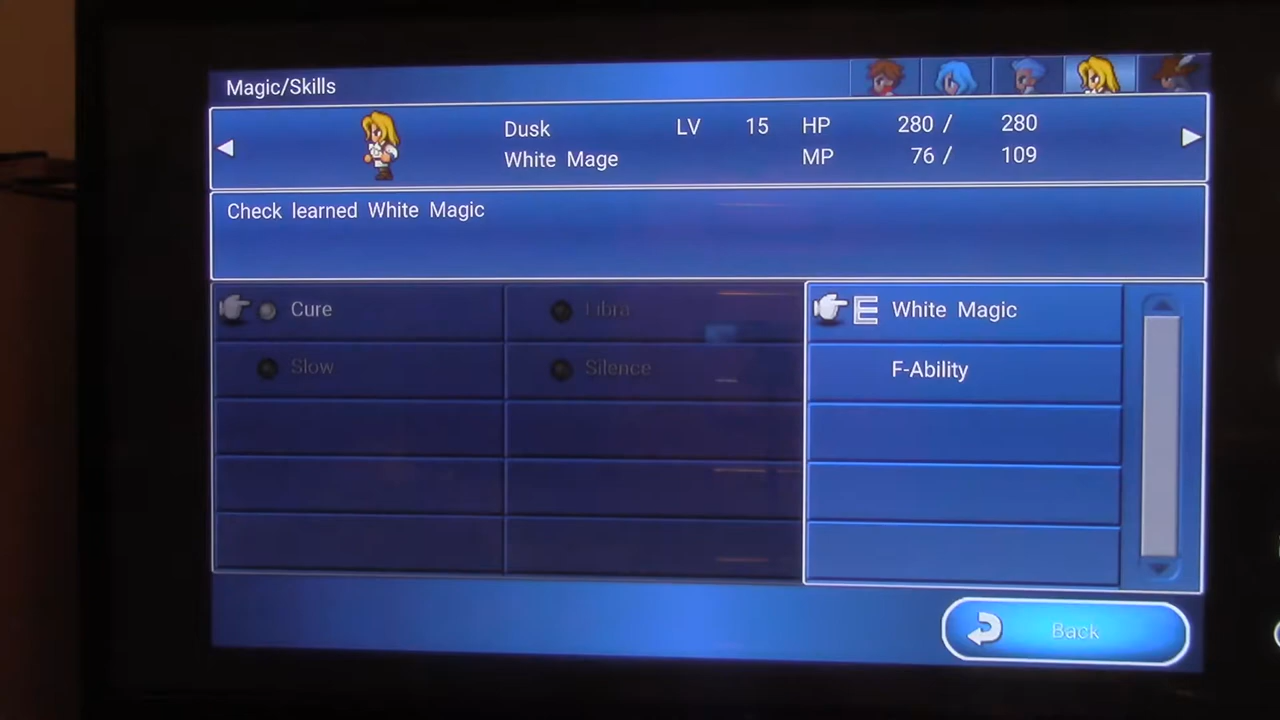 Magic/Skills
Dusk LV 15 HP 280 / 280
White Mage MP 76 / 109
Check learned White Magic
Cure Libra E White Magic
Slow Silence F-Ability
Back